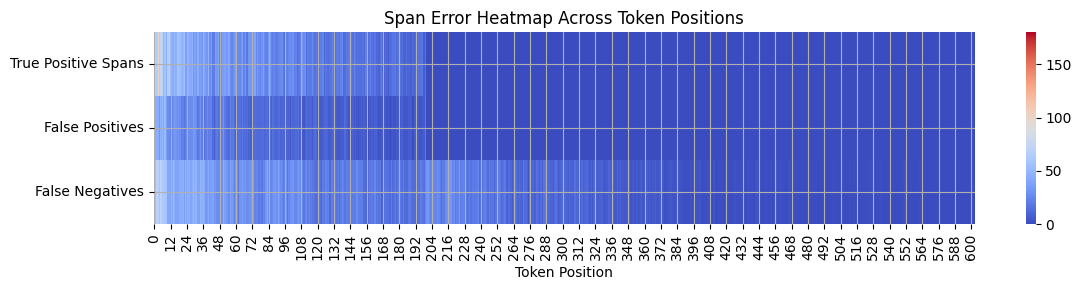 Span Error Heatmap Across Token Positions
True Positive Spans
False Positives
False Negatives
0 12 24 36 48 60 72 84 96 108 120 132 144 156 168 180 192 204 216 228 240 252 264 276 288 300 312 324 336 348 360 372 384 396 408 420 432 444 456 468 480 492 504 516 528 540 552 564 576 588 600
Token Position
150
100
50
0